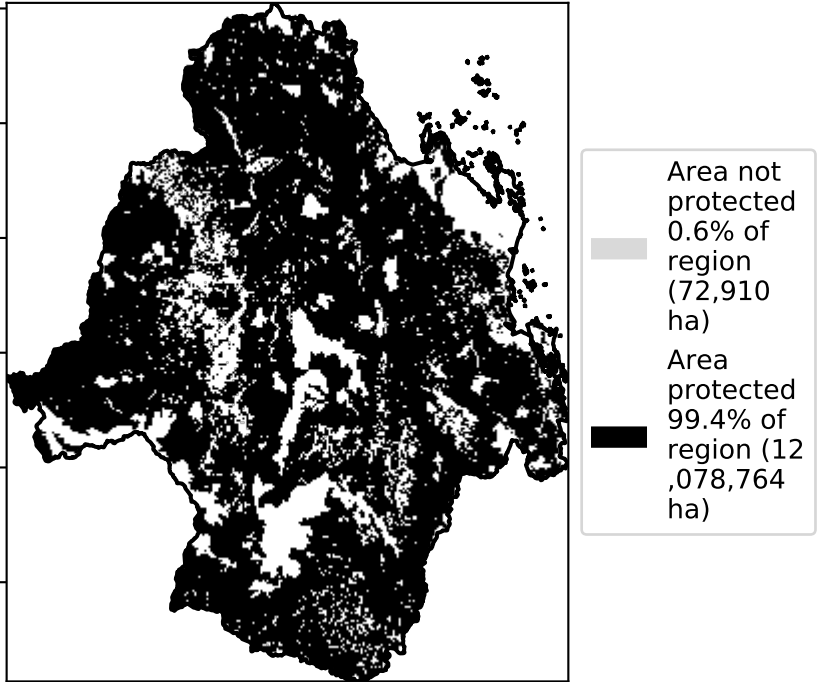 Area not
protected
0.6% of
region
(72,910
ha)
Area
protected
99.4% of
region (12
,078,764
ha)